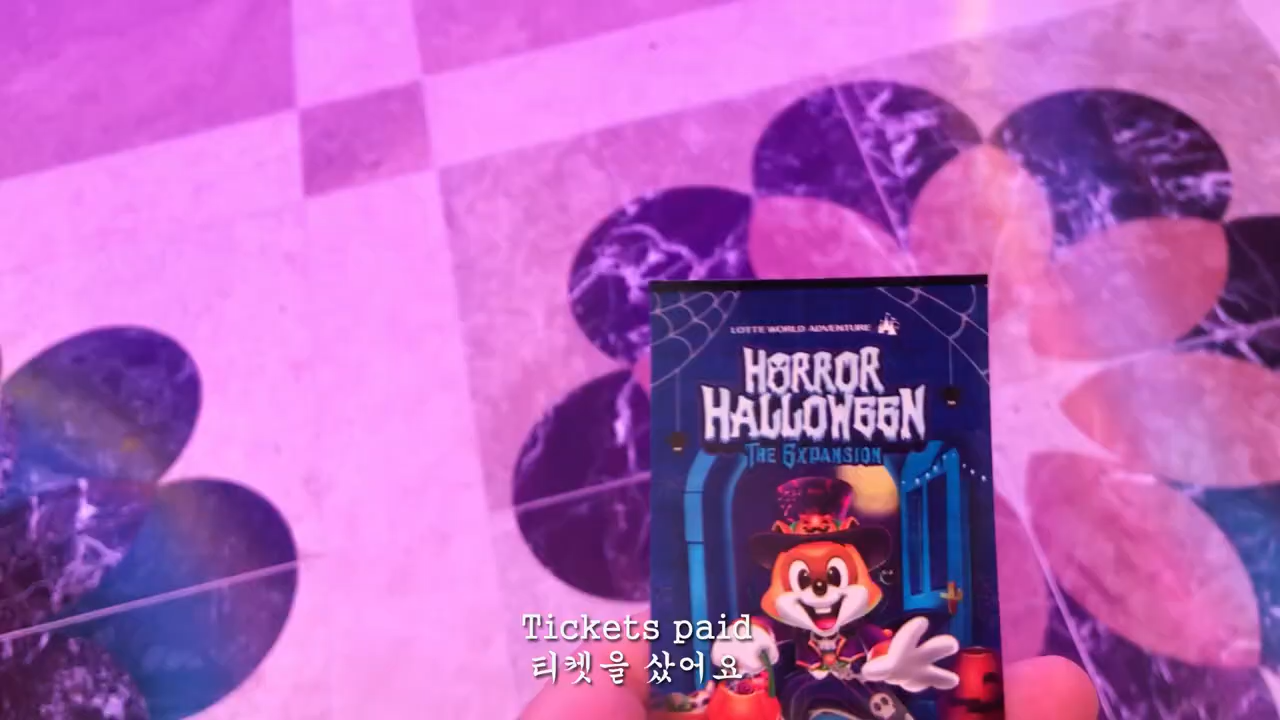 LOTTE WORLD ADVENTURE
HORROR
HALLOWEEN
THE EXPANSION
Tickets paid
티켓을 샀어요